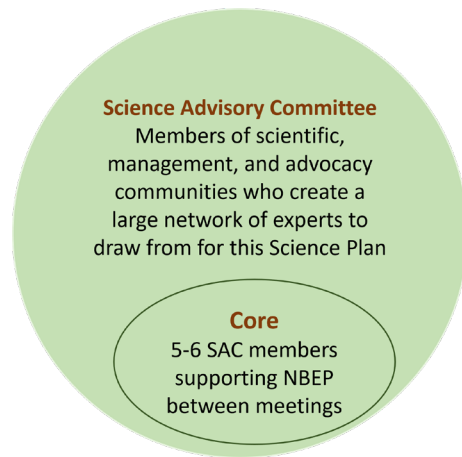 Science Advisory Committee
Members of scientific,
management, and advocacy
communities who create a
large network of experts to
draw from for this Science Plan
Core
5-6 SAC members
supporting NBEP
between meetings